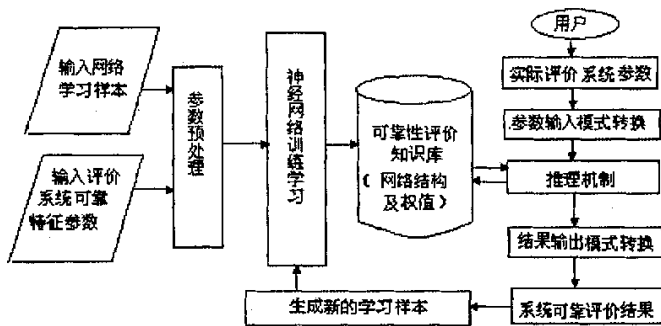 输入网络
学习样本
输入评价
系统可靠
特征参数
参数预处理
神经网络训练学习
可靠性评价
知识库
（网络结构
及权值）
用户
实际评价系统参数
参数输入模式转换
推理机制
结果输出模式转换
系统可靠评价结果
生成新的学习样本